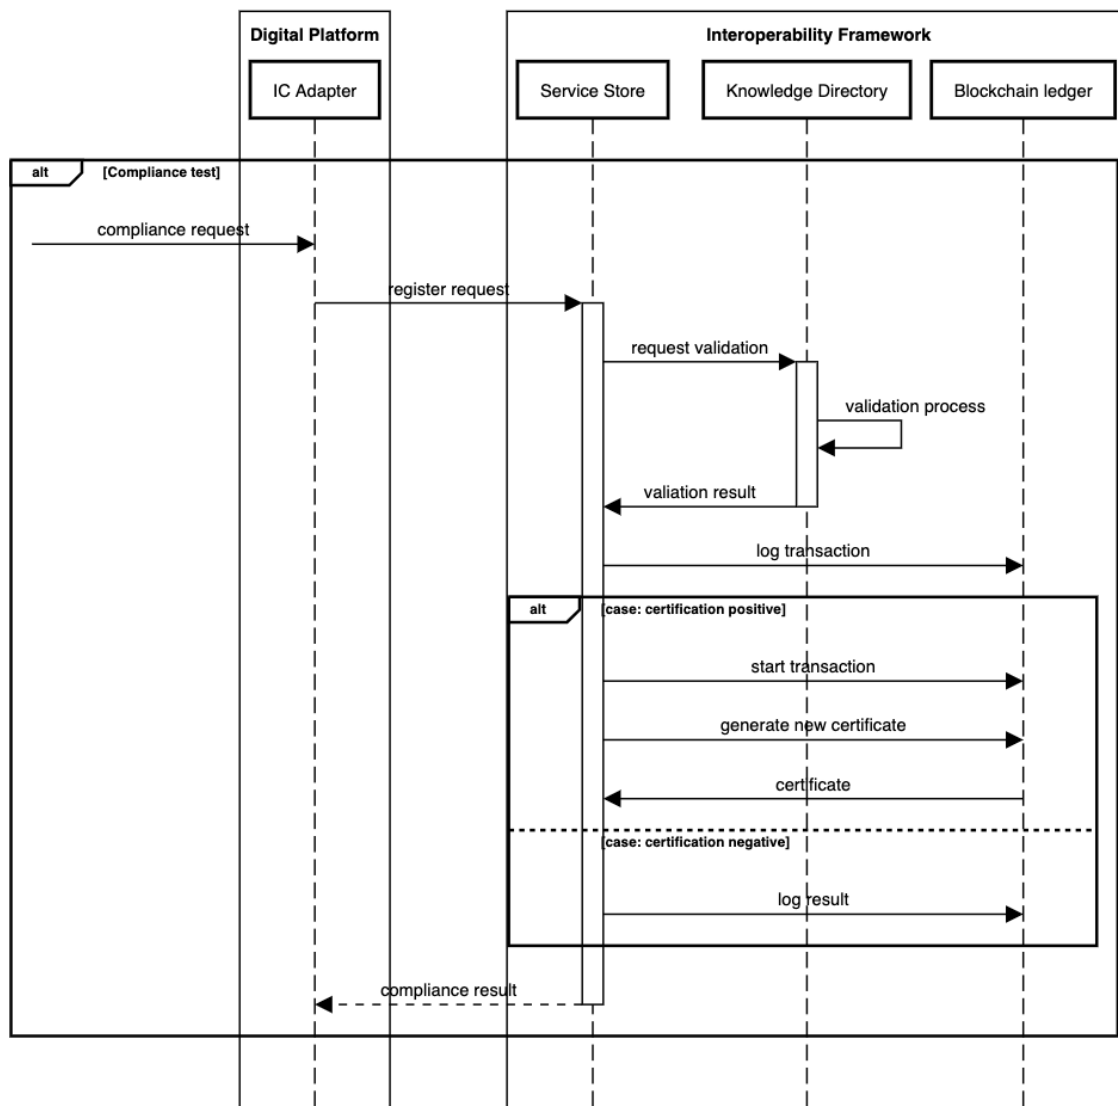 Digital Platform
Interoperability Framework
IC Adapter
Service Store
Knowledge Directory
Blockchain ledger
alt
[Compliance test]
compliance request
register request
request validation
validation process
valiation result
log transaction
alt
[case: certification positive]
start transaction
generate new certificate
certificate
[case: certification negative]
log result
compliance result